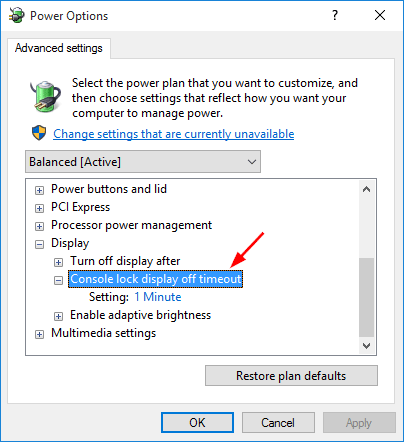 Power Options
Advanced settings
Select the power plan that you want to customize, and
then choose settings that reflect how you want your
computer to manage power.
Change settings that are currently unavailable
Balanced [Active]
Power buttons and lid
PCI Express
Processor power management
Display
Turn off display after
Console lock display off timeout
Setting: 1 Minute
Enable adaptive brightness
Multimedia settings
Restore plan defaults
OK Cancel Apply